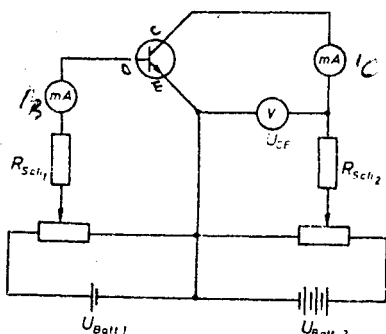 C
I_C
B
E
I_B
mA
mA
V
U_CE
R_Sch1
R_Sch2
U_Batt.1
U_Batt.2